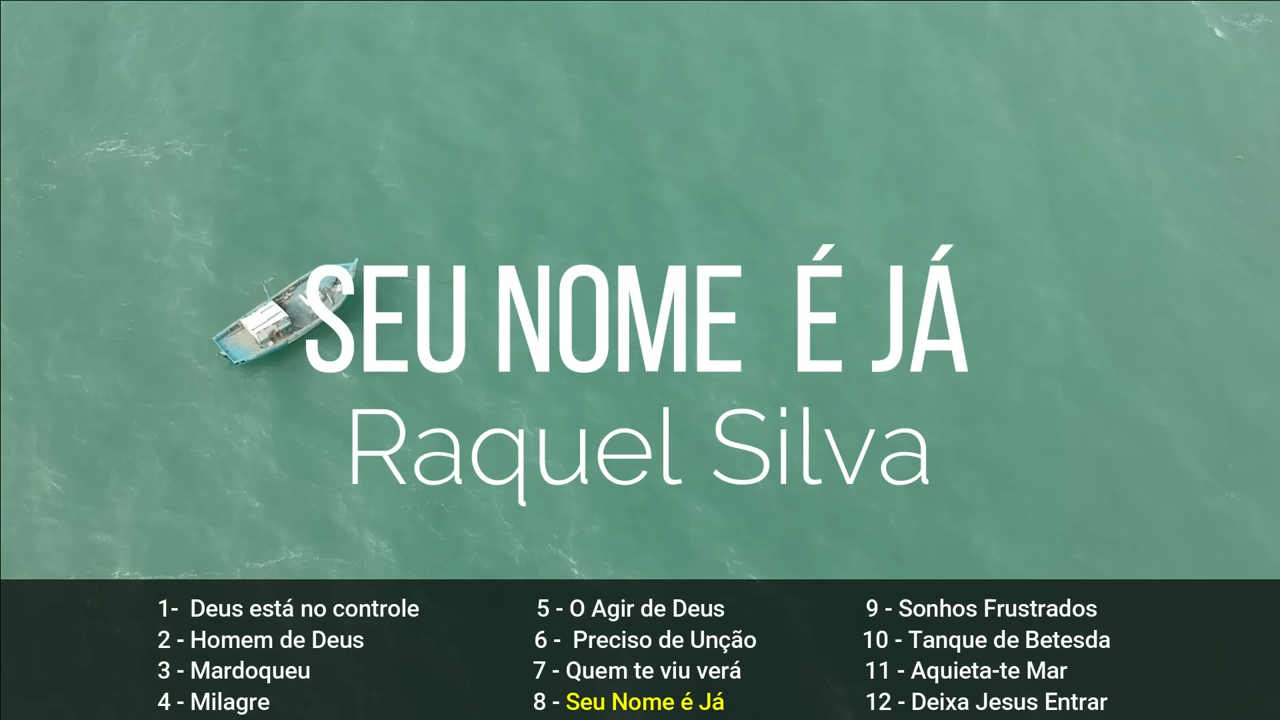 SEU NOME É JÁ
Raquel Silva
1- Deus está no controle
2 - Homem de Deus
3 - Mardoqueu
4 - Milagre
5 - O Agir de Deus
6 - Preciso de Unção
7 - Quem te viu verá
8 - Seu Nome é Já
9 - Sonhos Frustrados
10 - Tanque de Betesda
11 - Aquieta-te Mar
12 - Deixa Jesus Entrar